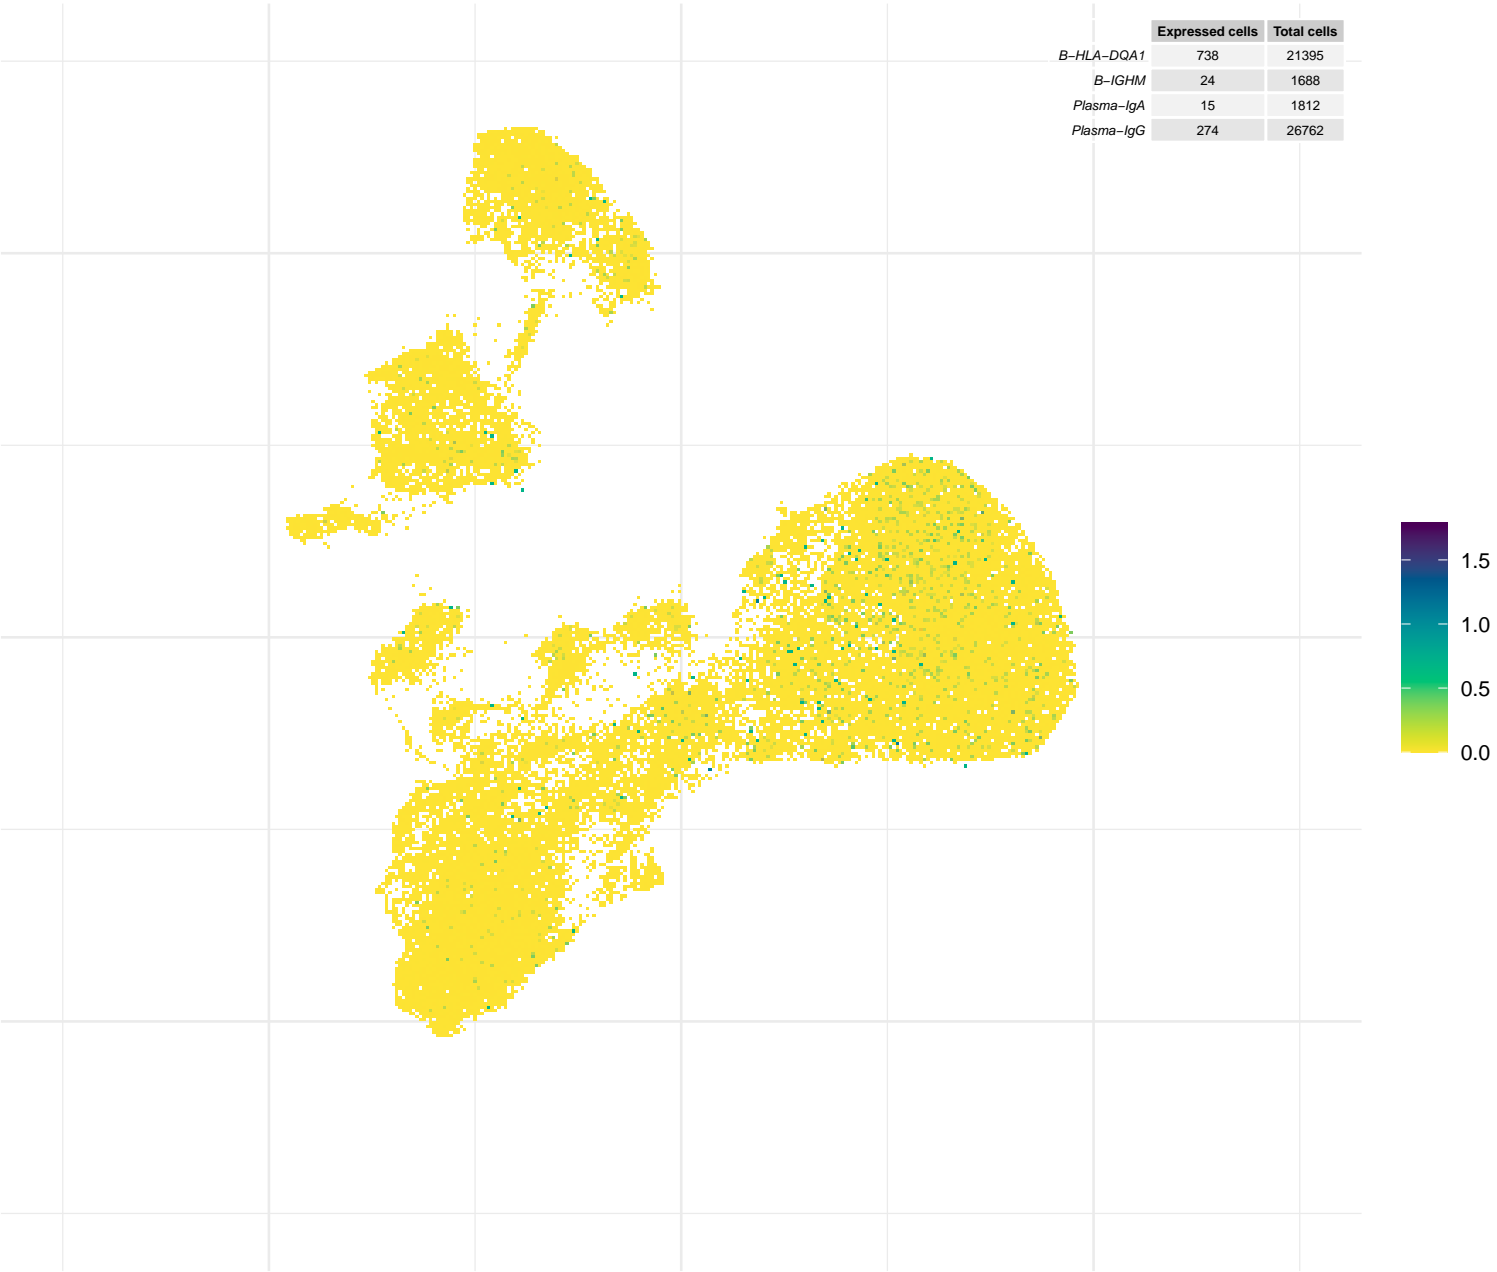 Expressed cells Total cells
B−HLA−DQA1 738 21395
B−IGHM 24 1688
Plasma−IgA 15 1812
Plasma−IgG 274 26762
1.5
1.0
0.5
0.0